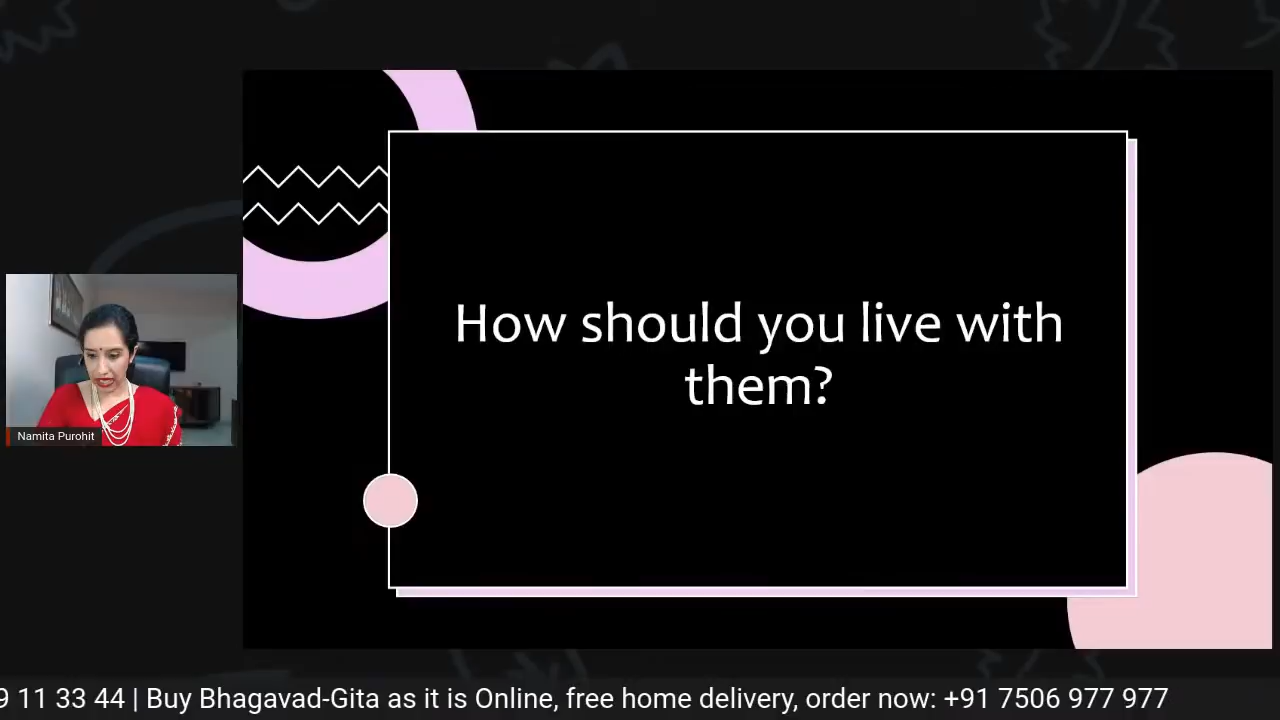 How should you live with
them?
Namita Purohit
9 11 33 44 | Buy Bhagavad-Gita as it is Online, free home delivery, order now: +91 7506 977 977